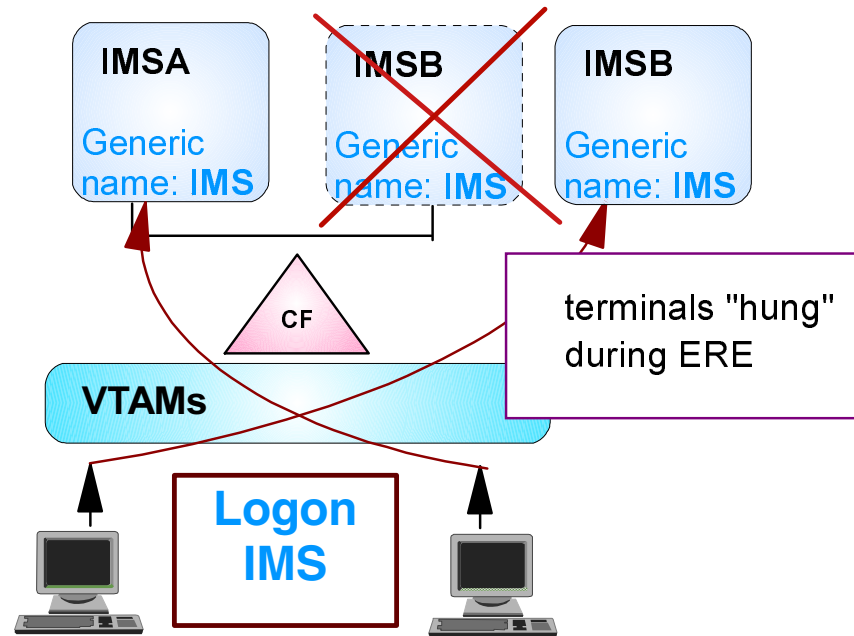 IMSA
Generic
name: IMS
IMSB
Generic
name: IMS
IMSB
Generic
name: IMS
CF
terminals "hung"
during ERE
VTAMs
Logon
IMS